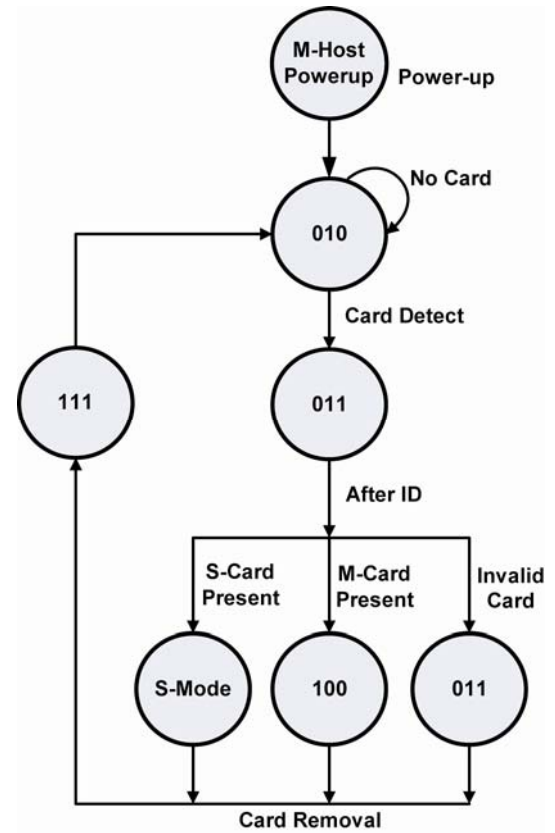 M-Host
Powerup
Power-up
No Card
010
Card Detect
111
011
After ID
S-Card
Present
M-Card
Present
Invalid
Card
S-Mode
100
011
Card Removal